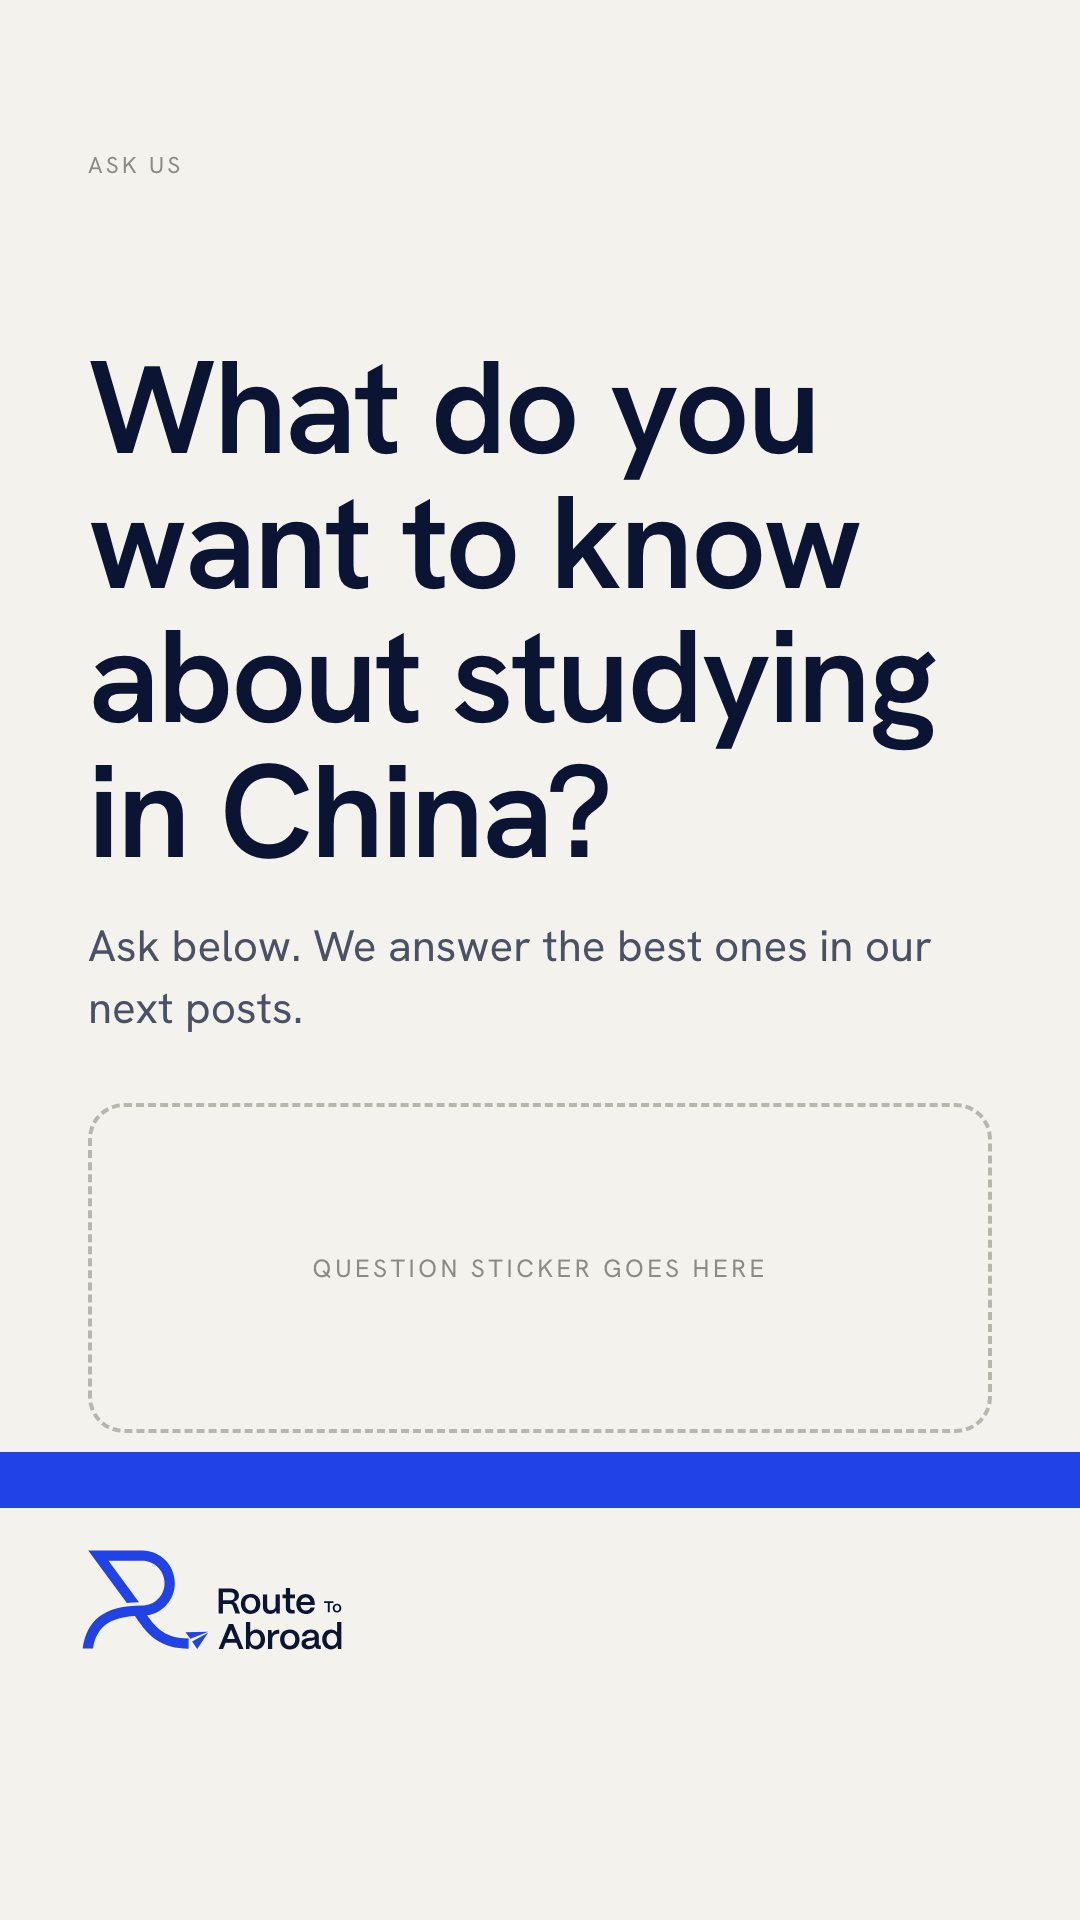 ASK US
What do you
want to know
about studying
in China?
Ask below. We answer the best ones in our
next posts.
QUESTION STICKER GOES HERE
Route To
Abroad